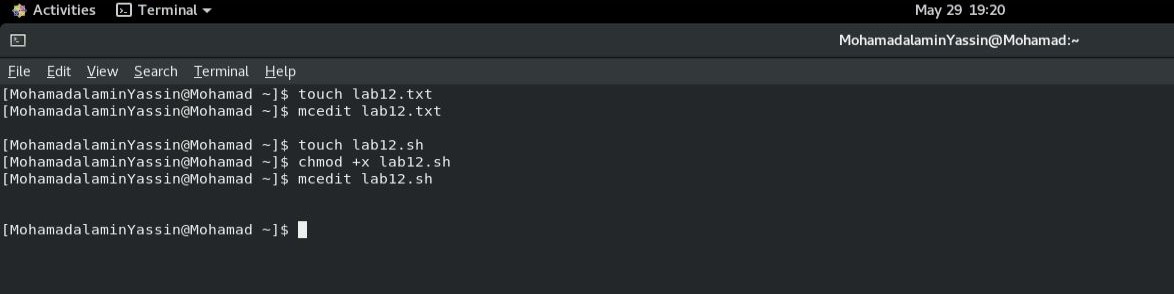 Activities Terminal May 29 19:20
MohamadalaminYassin@Mohamad:~
File Edit View Search Terminal Help
[MohamadalaminYassin@Mohamad ~]$ touch lab12.txt
[MohamadalaminYassin@Mohamad ~]$ mcedit lab12.txt
[MohamadalaminYassin@Mohamad ~]$ touch lab12.sh
[MohamadalaminYassin@Mohamad ~]$ chmod +x lab12.sh
[MohamadalaminYassin@Mohamad ~]$ mcedit lab12.sh
[MohamadalaminYassin@Mohamad ~]$